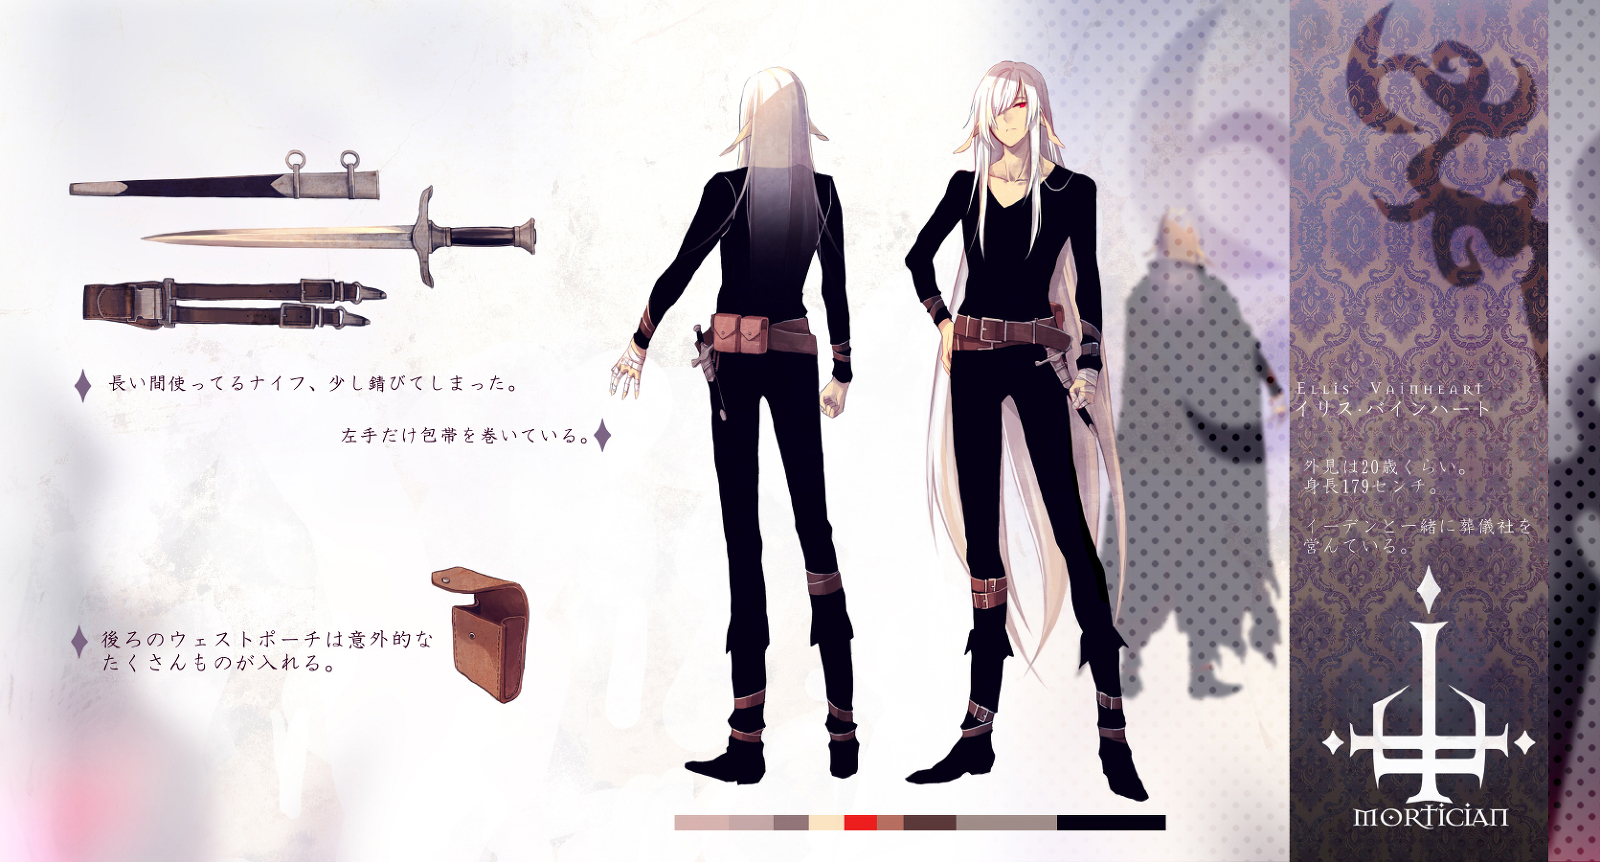 長い間使ってるナイフ、少し錆びてしまった。
左手だけ包帯を巻いている。
後ろのウェストポーチは意外的な
たくさんものが入れる。
Ellis Vainheart
イリス·バインハート
外見は20歳くらい。
身長179センチ。
イーデンと一緒に葬儀社を
営んでいる。
MORTICIAN